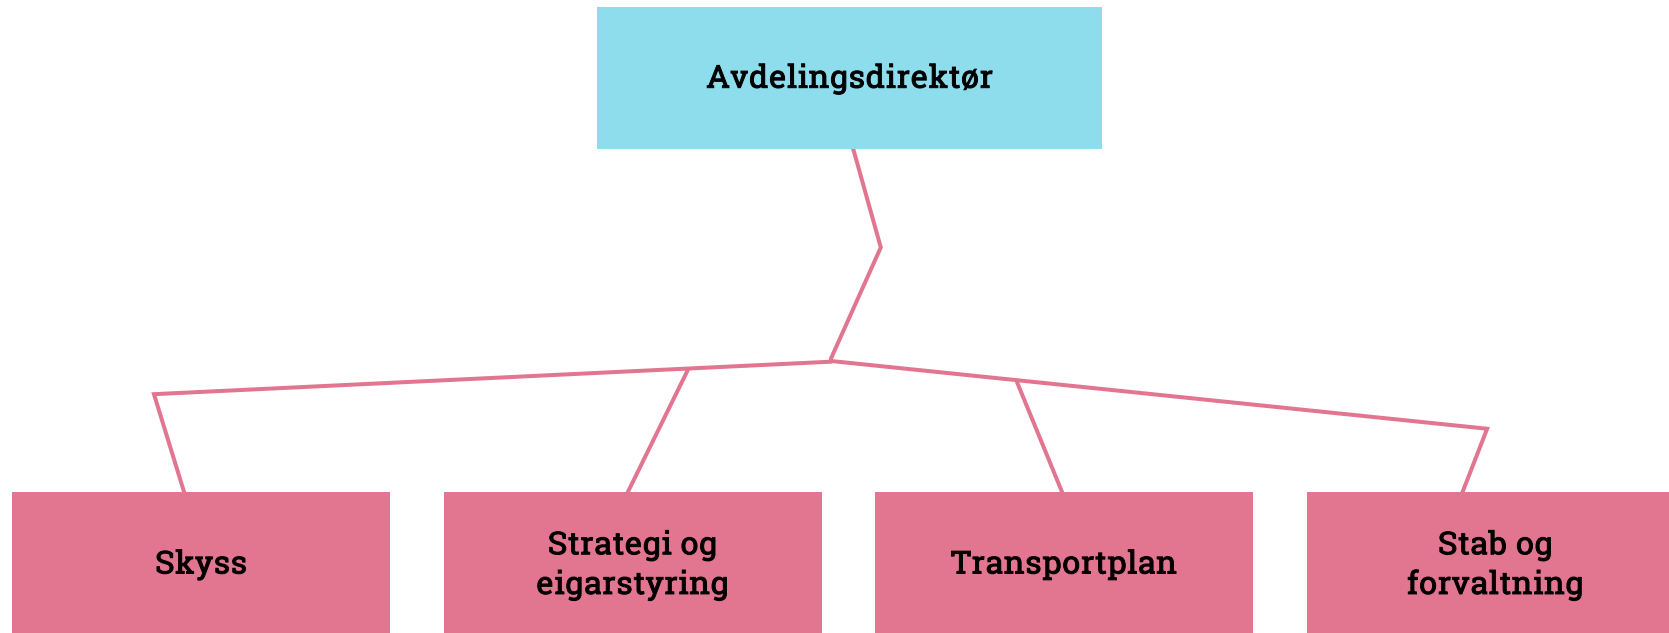 Avdelingsdirektør
Skyss
Strategi og
eigarstyring
Transportplan
Stab og
forvaltning